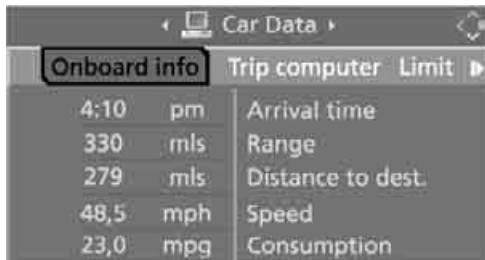 Car Data
Onboard info Trip computer Limit
4:10 pm Arrival time
330 mls Range
279 mls Distance to dest.
48,5 mph Speed
23,0 mpg Consumption